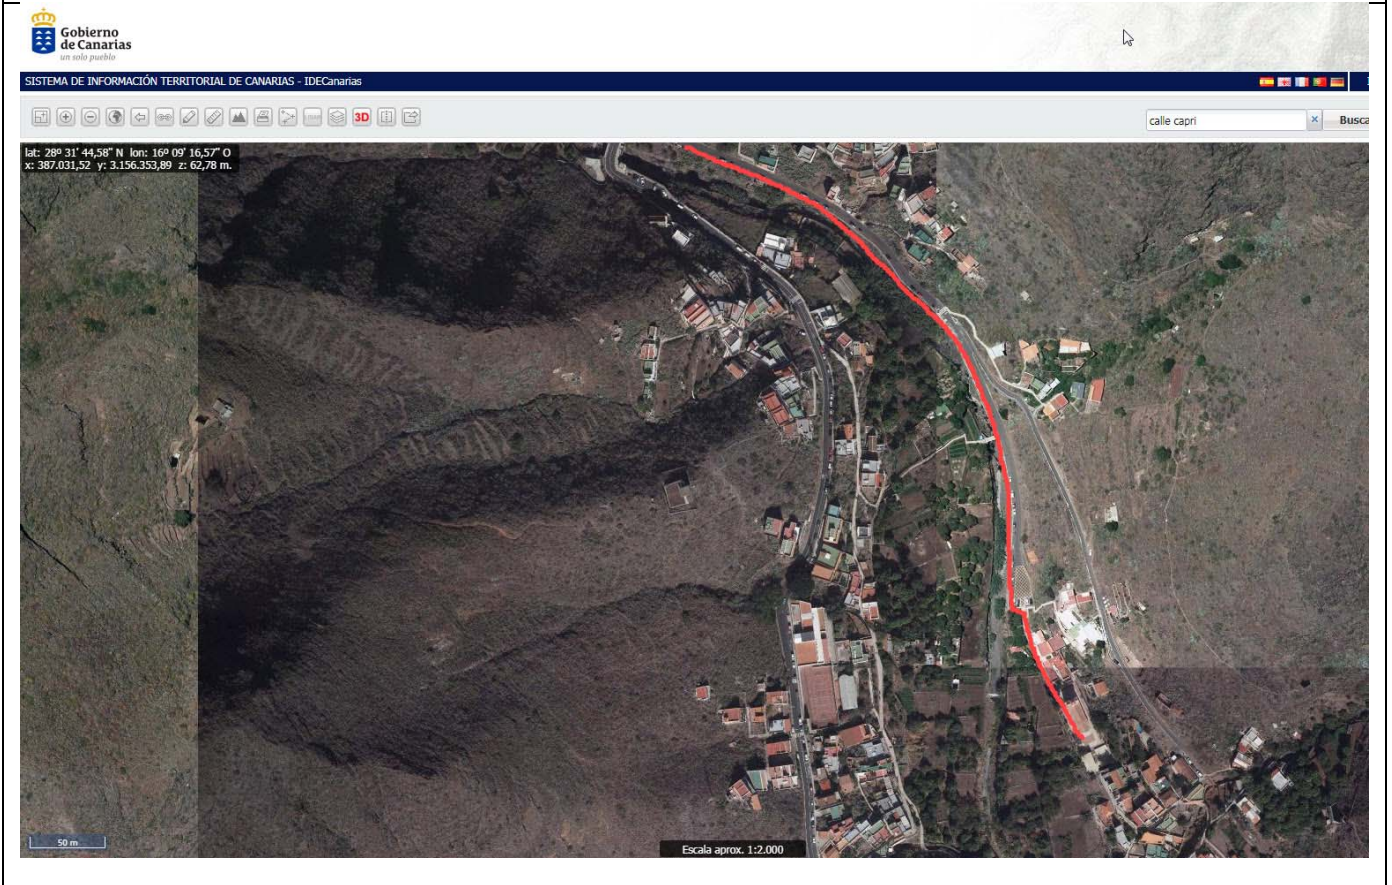 Gobierno
de Canarias
un solo pueblo
SISTEMA DE INFORMACIÓN TERRITORIAL DE CANARIAS - IDECanarias
3D
calle capri
×
Busca
lat: 28º 31' 44,58" N lon: 16º 09' 16,57" O
x: 387.031,52 y: 3.156.353,89 z: 62,78 m.
50 m
Escala aprox. 1:2.000